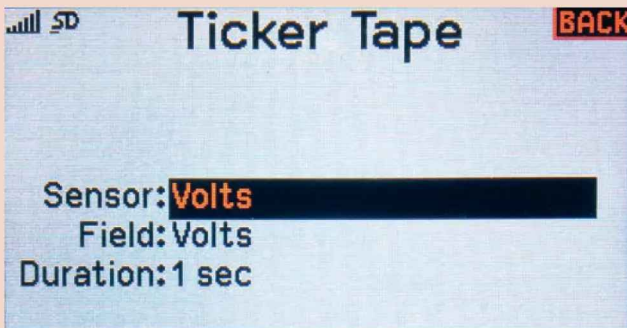 SD Ticker Tape BACK
Sensor:Volts
Field:Volts
Duration:1 sec